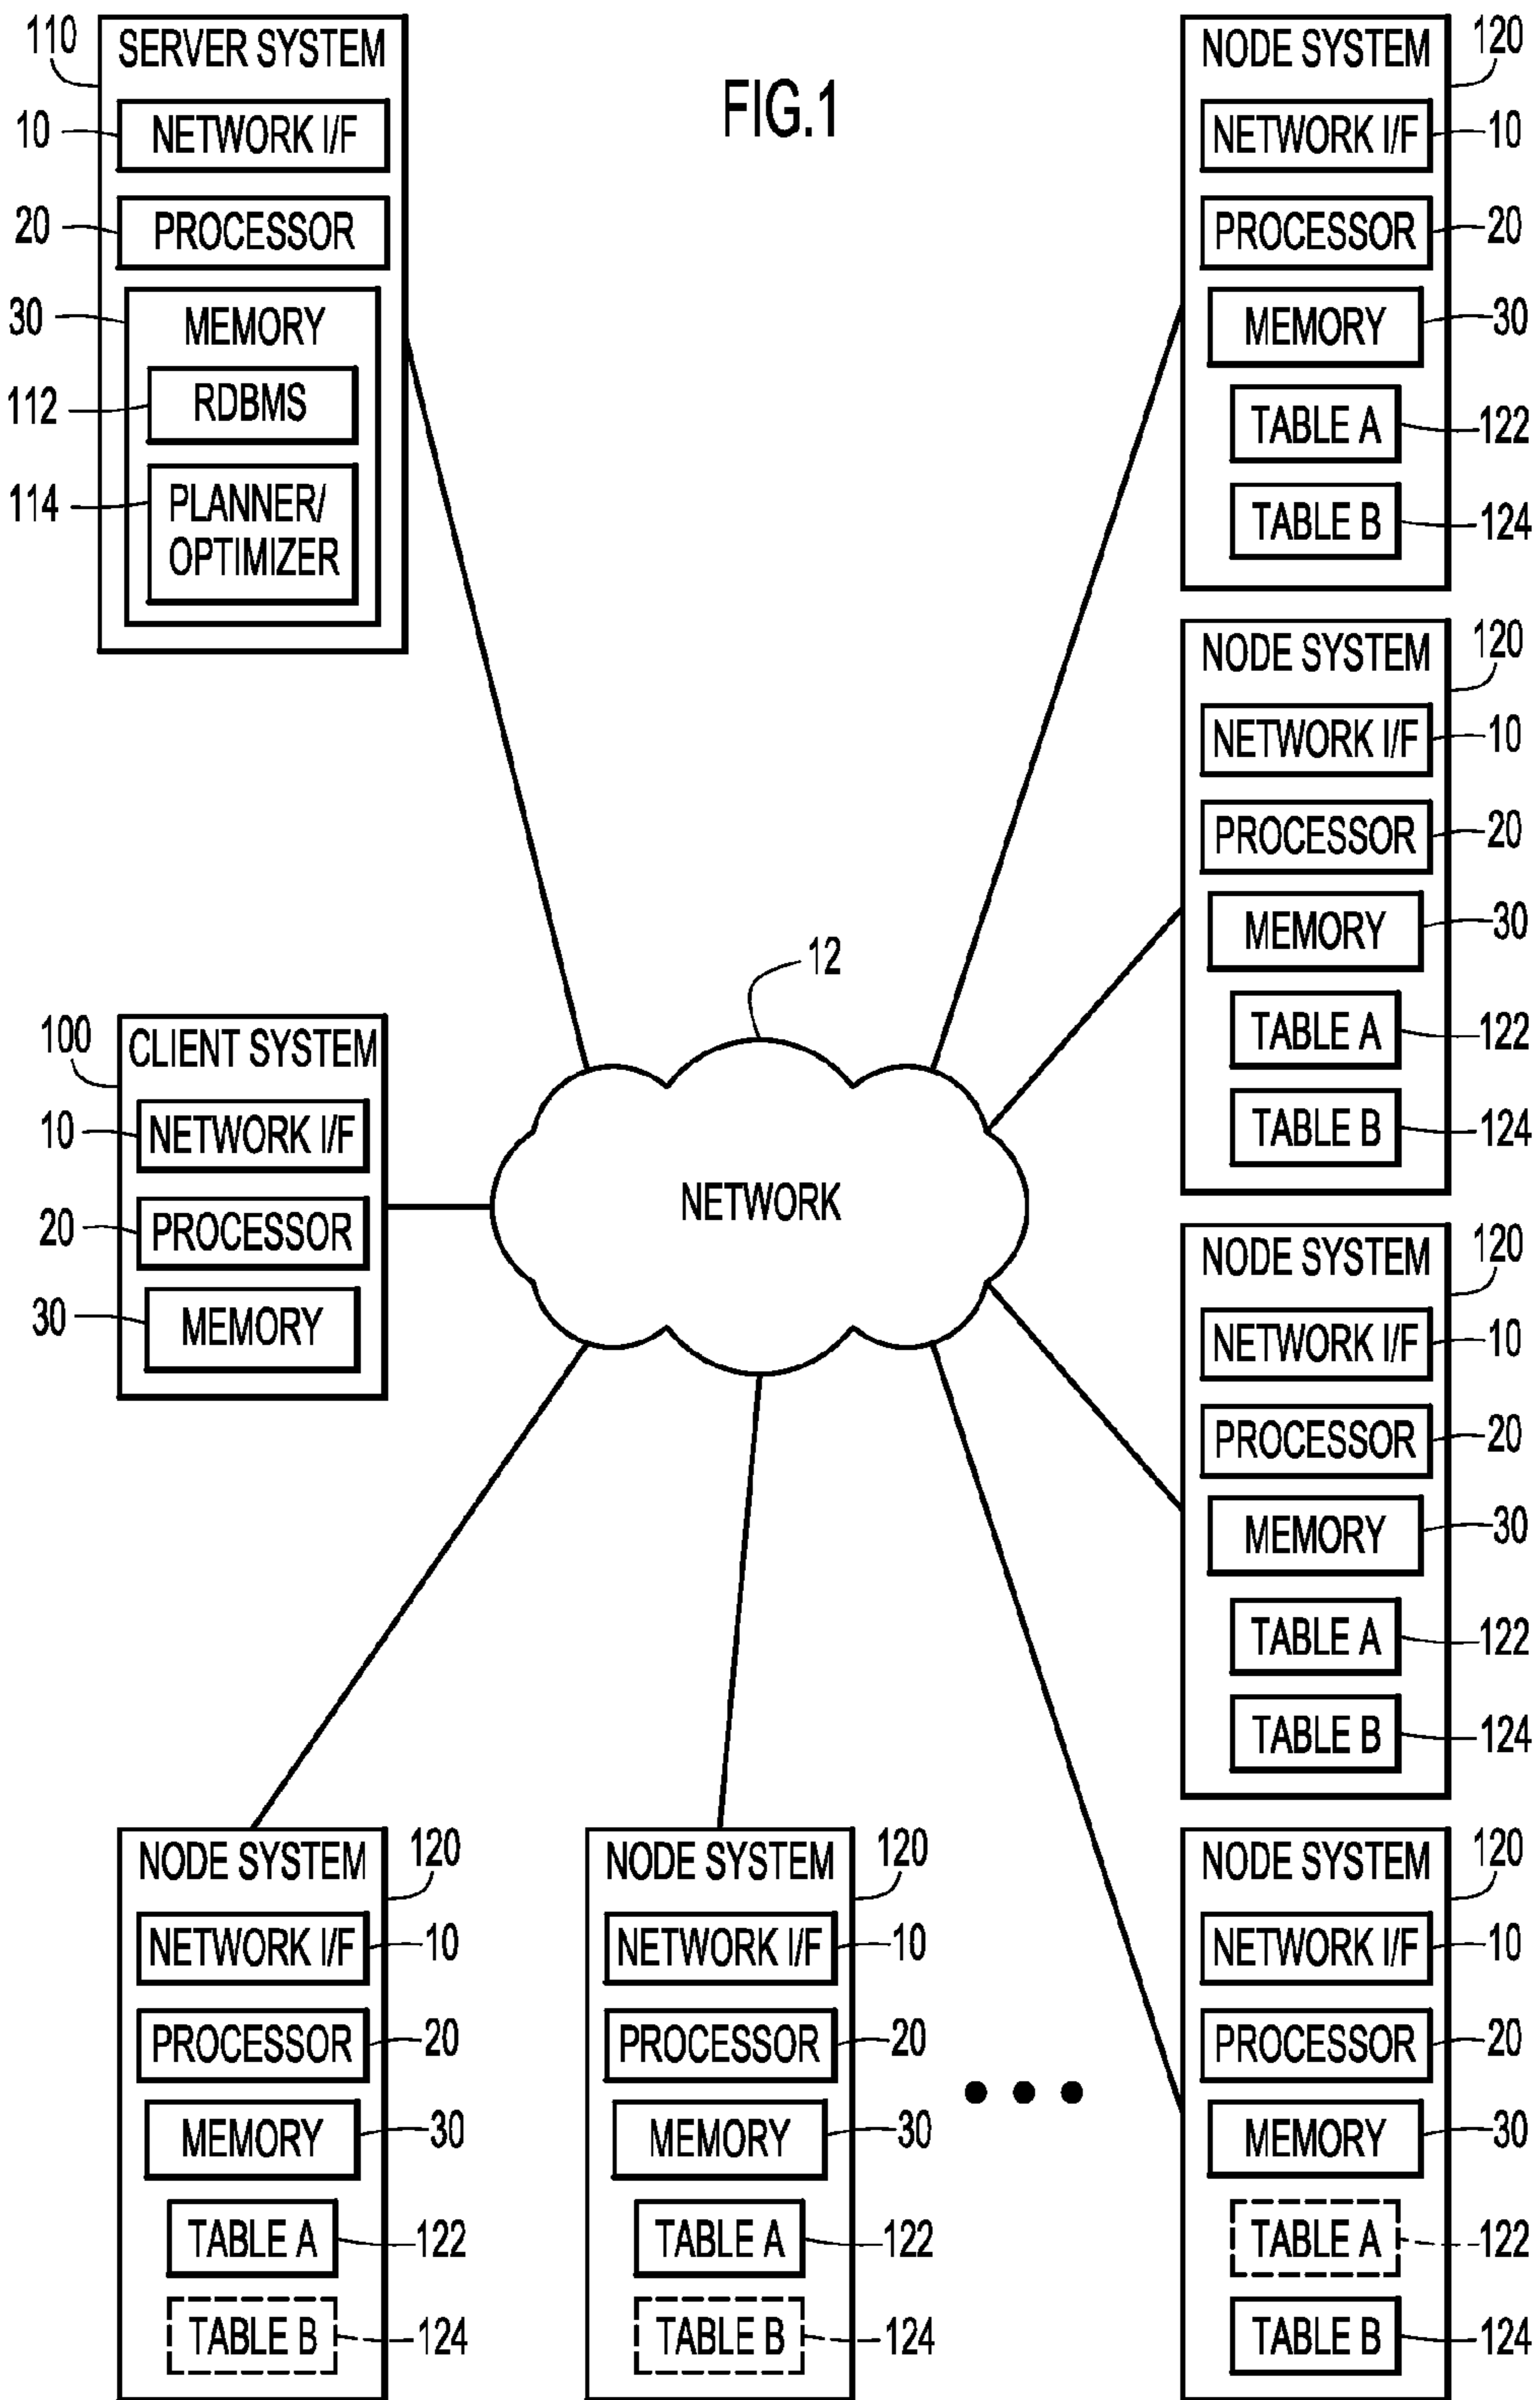 FIG.1
110
SERVER SYSTEM
10
NETWORK I/F
20
PROCESSOR
30
MEMORY
112
RDBMS
114
PLANNER/
OPTIMIZER
NODE SYSTEM
120
NETWORK I/F
10
PROCESSOR
20
MEMORY
30
TABLE A
122
TABLE B
124
NODE SYSTEM
120
NETWORK I/F
10
PROCESSOR
20
MEMORY
30
TABLE A
122
TABLE B
124
12
NETWORK
100
CLIENT SYSTEM
10
NETWORK I/F
20
PROCESSOR
30
MEMORY
NODE SYSTEM
120
NETWORK I/F
10
PROCESSOR
20
MEMORY
30
TABLE A
122
TABLE B
124
NODE SYSTEM
120
NETWORK I/F
10
PROCESSOR
20
MEMORY
30
TABLE A
122
TABLE B
124
NODE SYSTEM
120
NETWORK I/F
10
PROCESSOR
20
MEMORY
30
TABLE A
122
TABLE B
124
NODE SYSTEM
120
NETWORK I/F
10
PROCESSOR
20
MEMORY
30
TABLE A
122
TABLE B
124